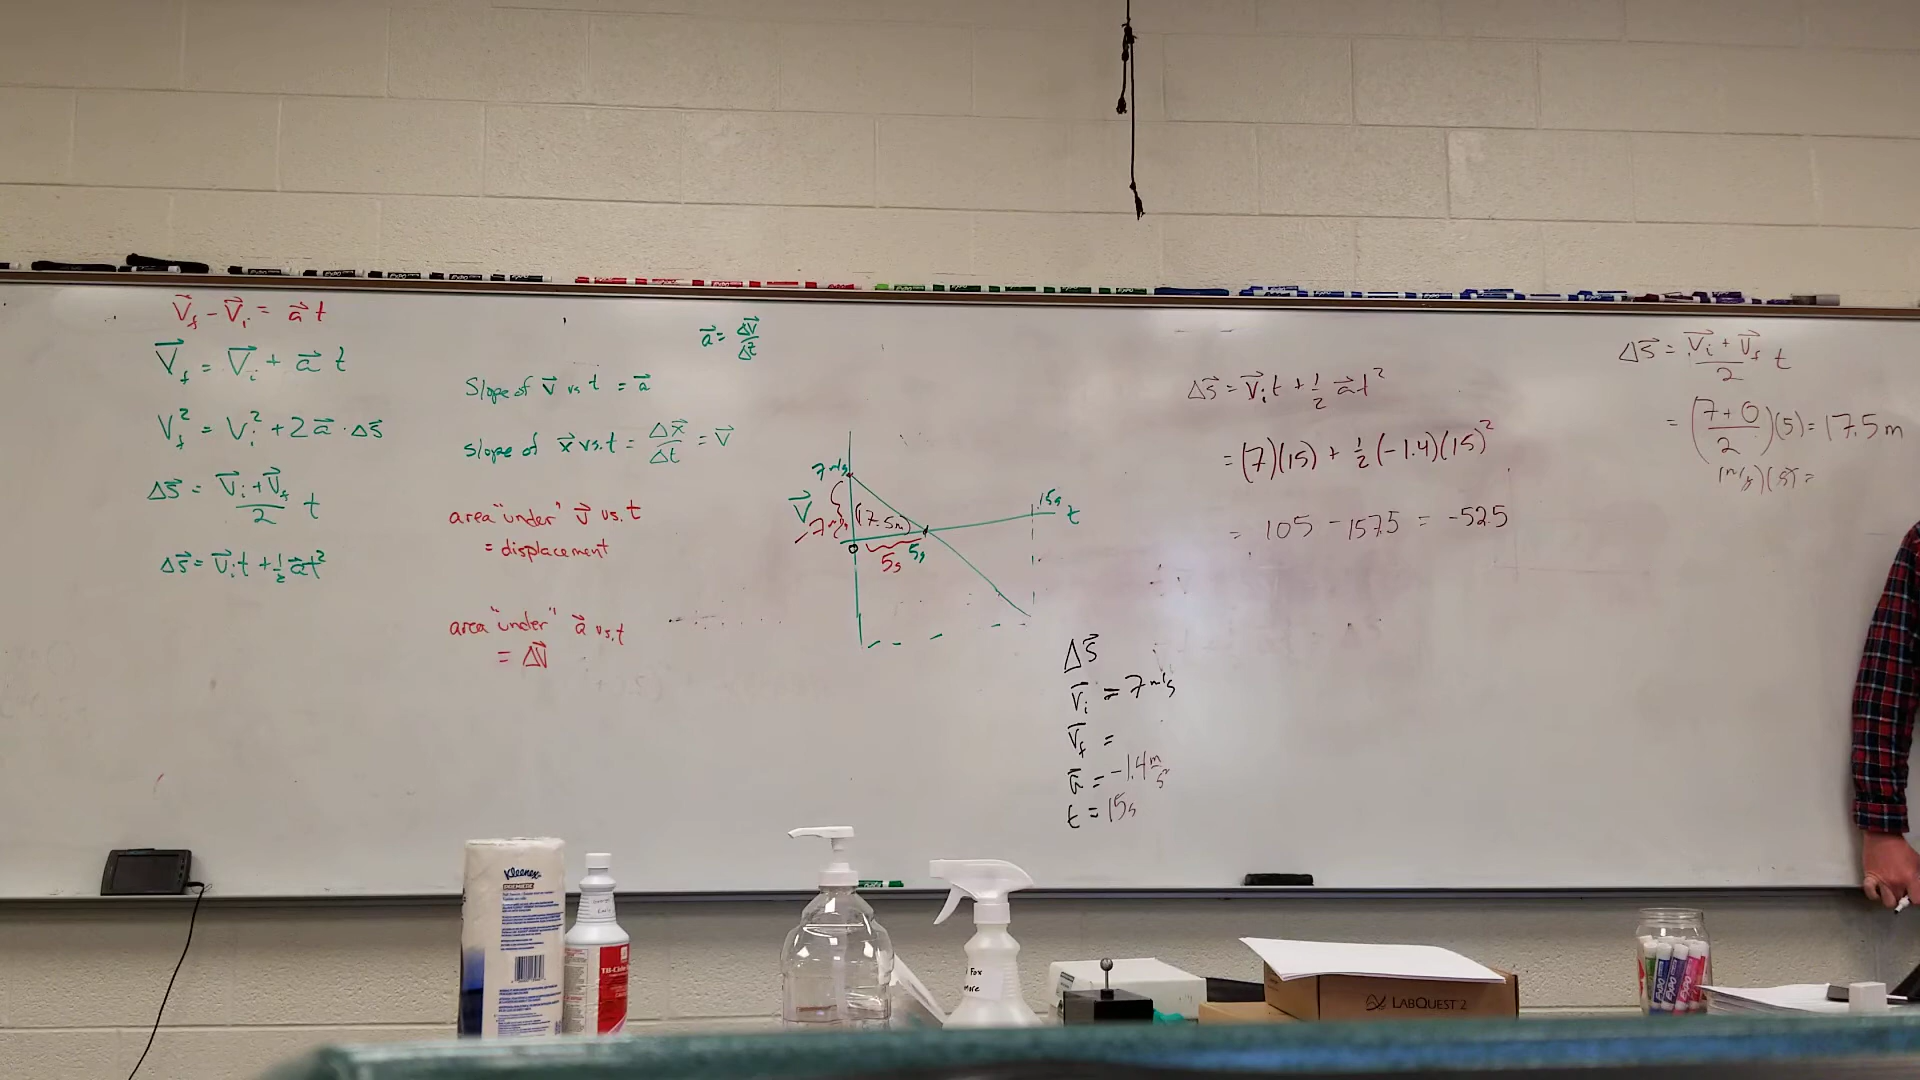 V⃗f - V⃗i = a⃗ t
V⃗f = V⃗i + a⃗ t
Vf² = Vi² + 2 a⃗ · Δs⃗
Δs⃗ = (V⃗i + V⃗f)/2 t
Δs⃗ = V⃗i t + 1/2 a⃗t²
a⃗ = ΔV⃗/Δt
Slope of v⃗ vs t = a⃗
slope of x⃗ vs. t = Δx⃗/Δt = v⃗
area "under" v⃗ vs. t
= displacement
area "under" a⃗ vs. t
= ΔV⃗
7 m/s
V⃗
17.5m
5s
5s
15s
t
Δs⃗
V⃗i = 7 m/s
V⃗f =
a⃗ = -1.4 m/s²
t = 15s
Δs⃗ = V⃗i t + 1/2 a⃗t²
= (7)(15) + 1/2 (-1.4)(15)²
= 105 - 157.5 = -52.5
Δs⃗ = (V⃗i + V⃗f)/2 t
= ((7+0)/2)(5) = 17.5 m
(m/s)(s) =
Kleenex
LABQUEST 2
EXPO